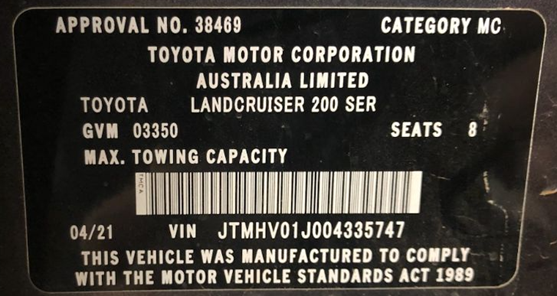 APPROVAL NO. 38469 CATEGORY MC
TOYOTA MOTOR CORPORATION
AUSTRALIA LIMITED
TOYOTA LANDCRUISER 200 SER
GVM 03350 SEATS 8
MAX. TOWING CAPACITY
THCA
04/21 VIN JTMHV01J004335747
THIS VEHICLE WAS MANUFACTURED TO COMPLY
WITH THE MOTOR VEHICLE STANDARDS ACT 1989